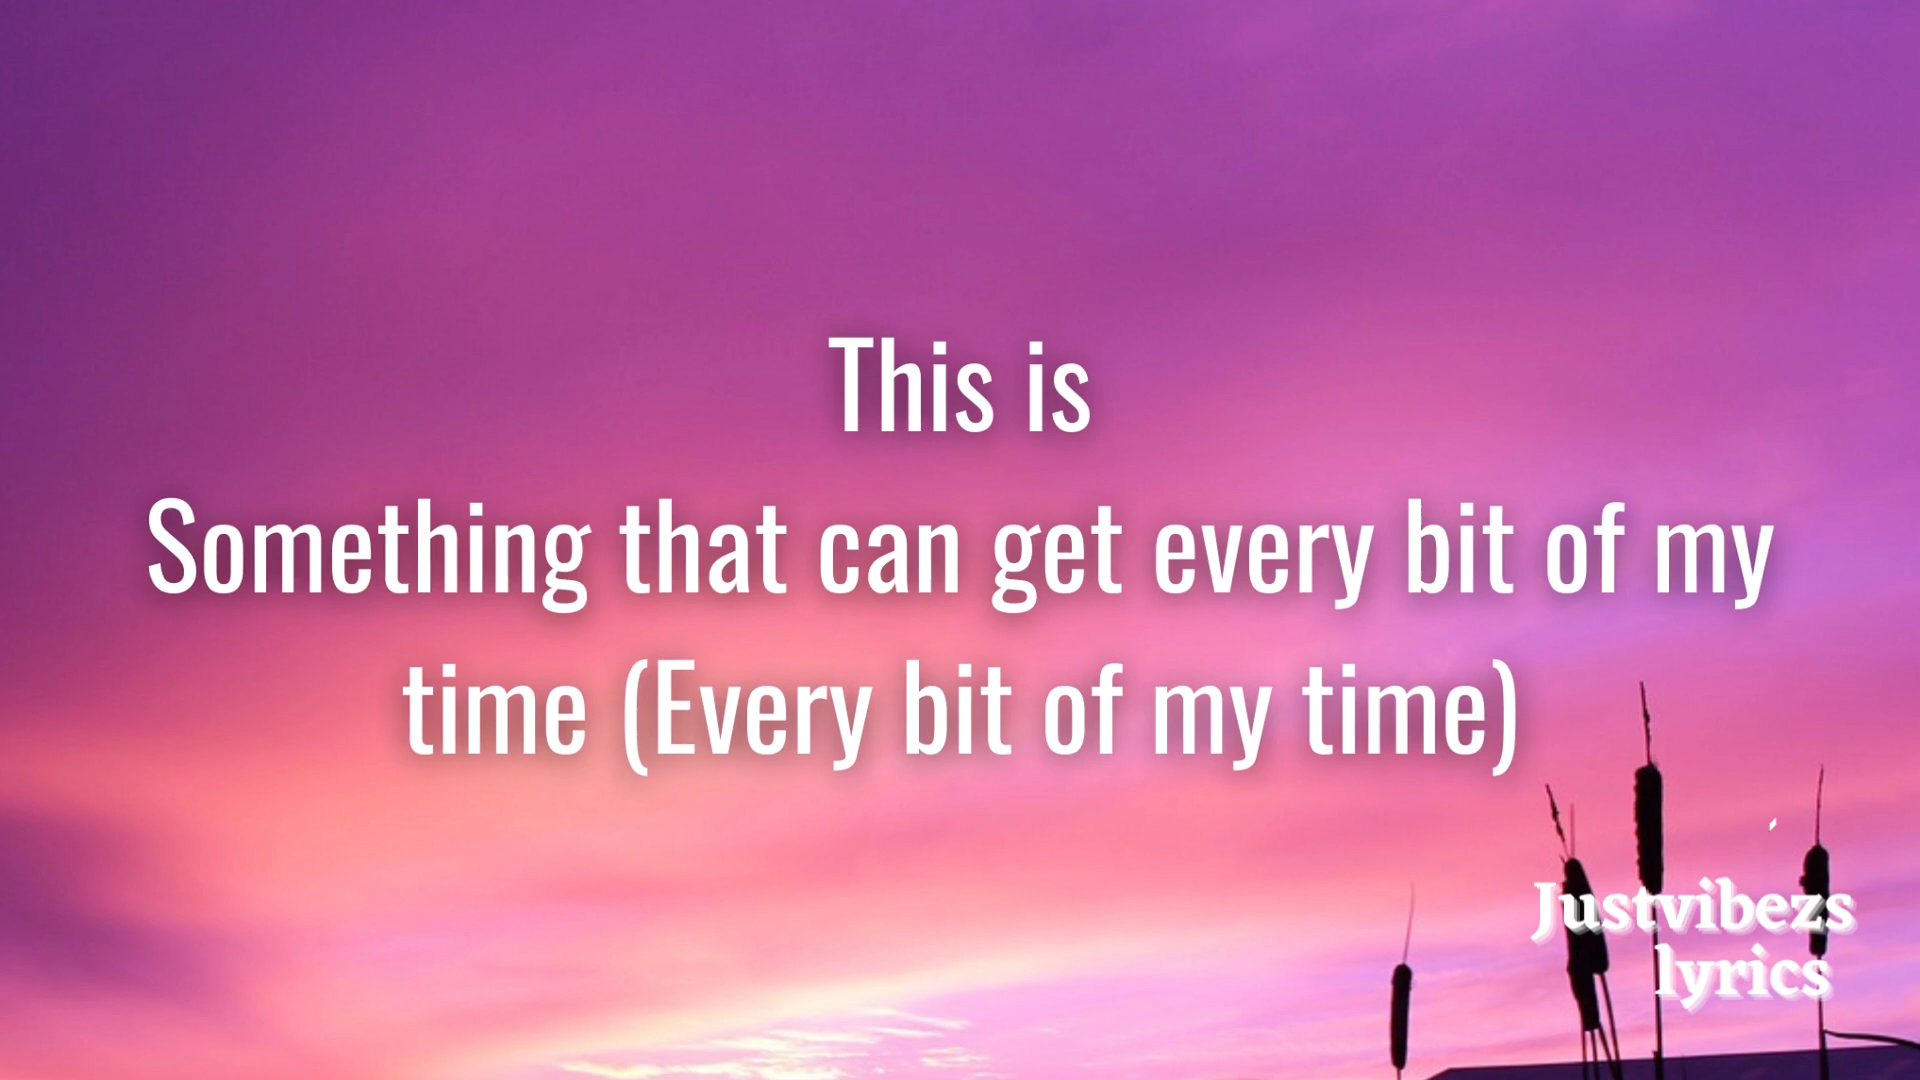 This is
Something that can get every bit of my
time (Every bit of my time)
Justvibezs
lyrics